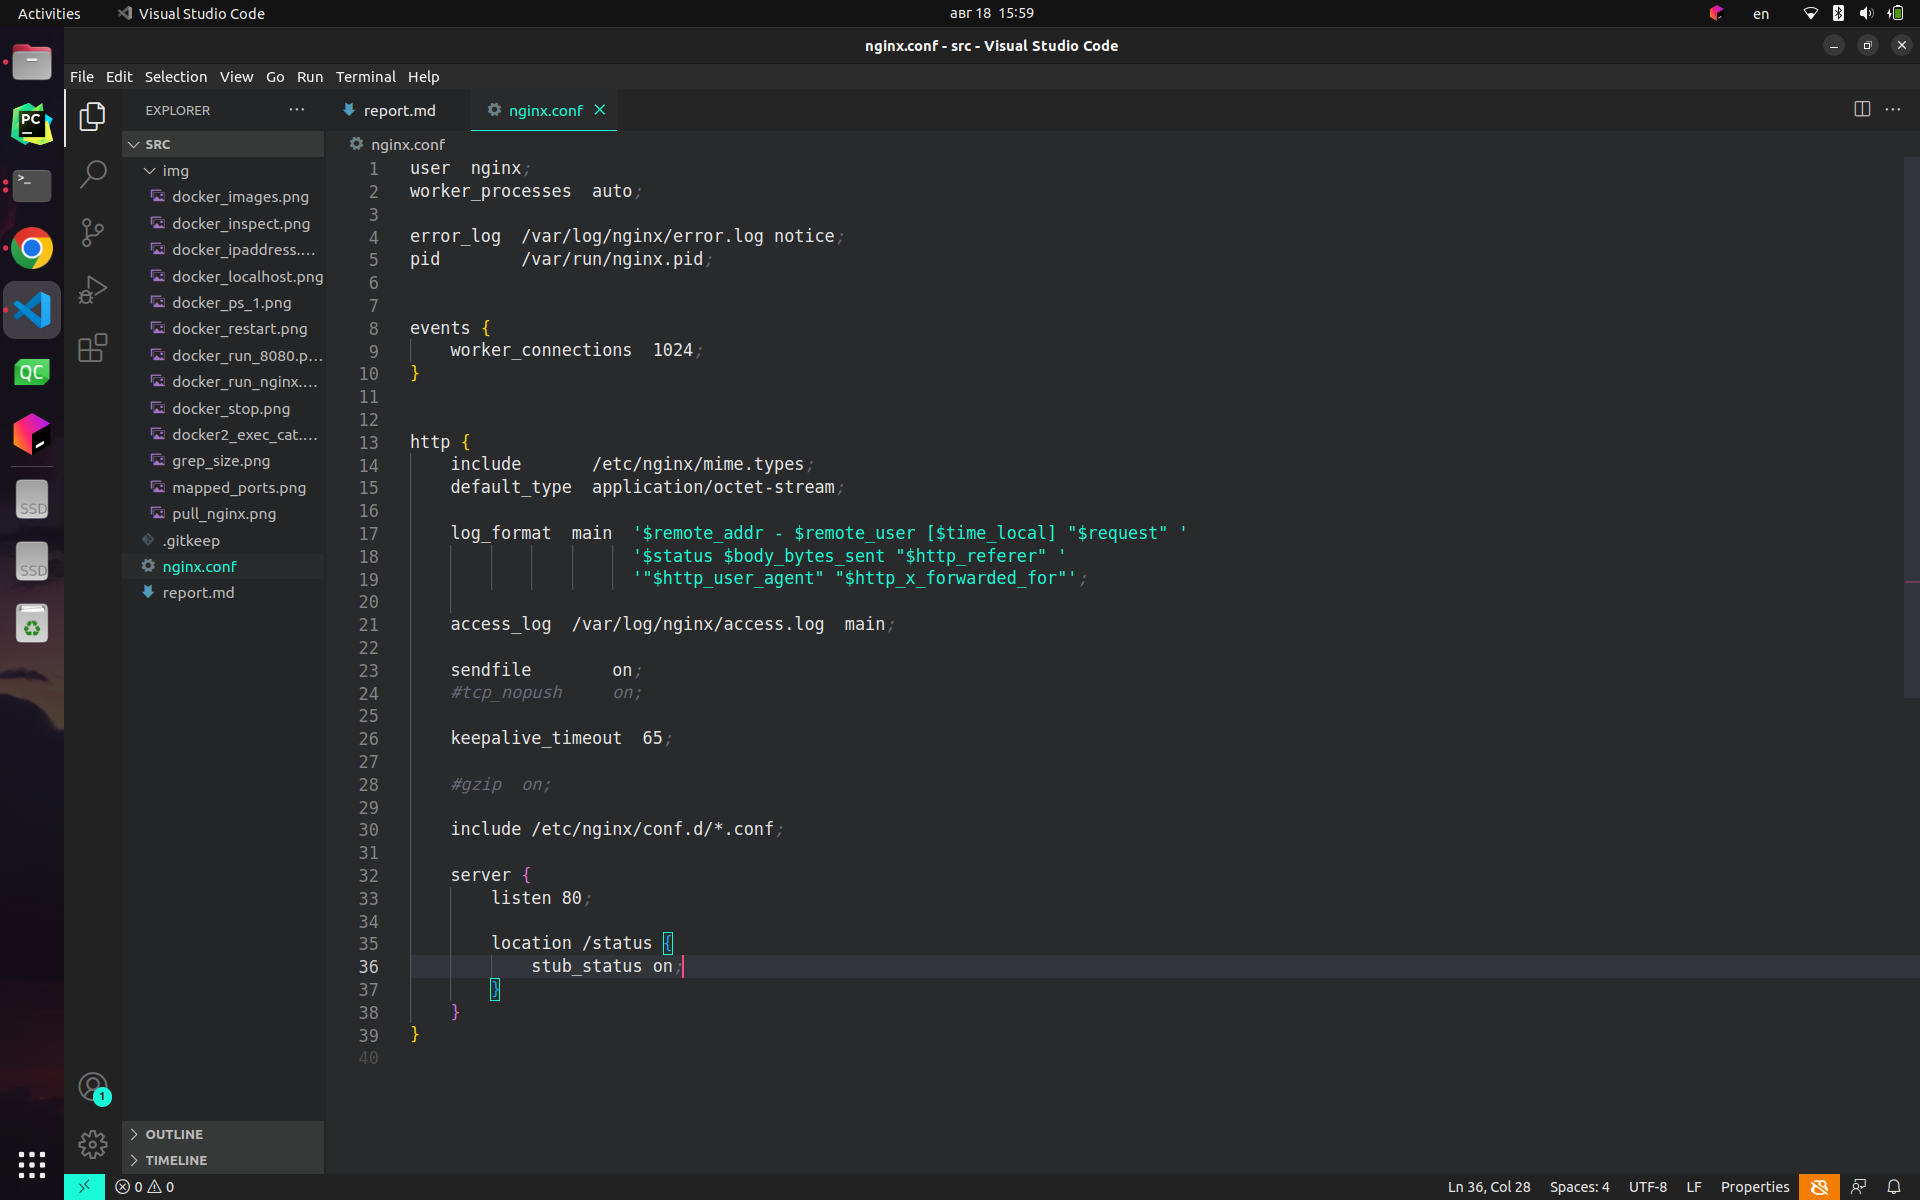 Activities
Visual Studio Code
авг 18 15:59
en
nginx.conf - src - Visual Studio Code
File Edit Selection View Go Run Terminal Help
EXPLORER
report.md
nginx.conf
SRC
img
docker_images.png
docker_inspect.png
docker_ipaddress....
docker_localhost.png
docker_ps_1.png
docker_restart.png
docker_run_8080.p...
docker_run_nginx....
docker_stop.png
docker2_exec_cat....
grep_size.png
mapped_ports.png
pull_nginx.png
.gitkeep
nginx.conf
report.md
OUTLINE
TIMELINE
PC
QC
SSD
SSD
1
nginx.conf
1 user  nginx;
2 worker_processes  auto;
3
4 error_log  /var/log/nginx/error.log notice;
5 pid        /var/run/nginx.pid;
6
7
8 events {
9     worker_connections  1024;
10 }
11
12
13 http {
14     include       /etc/nginx/mime.types;
15     default_type  application/octet-stream;
16
17     log_format  main  '$remote_addr - $remote_user [$time_local] "$request" '
18                       '$status $body_bytes_sent "$http_referer" '
19                       '"$http_user_agent" "$http_x_forwarded_for"';
20
21     access_log  /var/log/nginx/access.log  main;
22
23     sendfile        on;
24     #tcp_nopush     on;
25
26     keepalive_timeout  65;
27
28     #gzip  on;
29
30     include /etc/nginx/conf.d/*.conf;
31
32     server {
33         listen 80;
34
35         location /status {
36             stub_status on;
37         }
38     }
39 }
40
0 0
Ln 36, Col 28 Spaces: 4 UTF-8 LF Properties